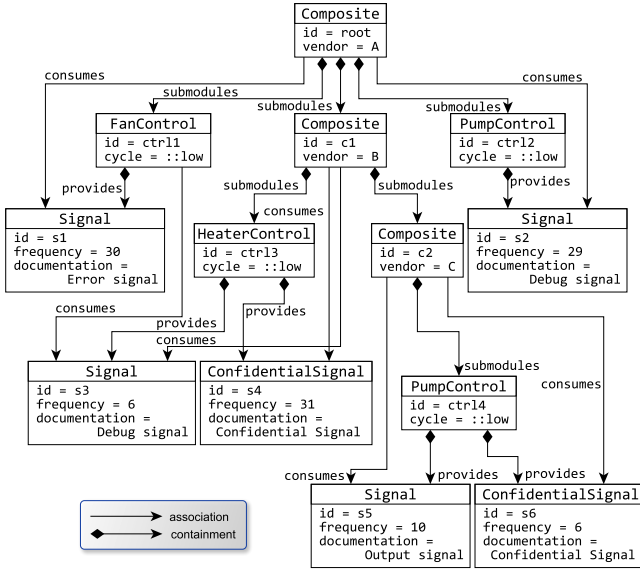 Composite
id = root
vendor = A
consumes
submodules
consumes
submodules
submodules
FanControl
id = ctrl1
cycle = ::low
Composite
id = c1
vendor = B
PumpControl
id = ctrl2
cycle = ::low
provides
submodules
submodules
provides
consumes
Signal
id = s1
frequency = 30
documentation =
Error signal
HeaterControl
id = ctrl3
cycle = ::low
Composite
id = c2
vendor = C
Signal
id = s2
frequency = 29
documentation =
Debug signal
consumes
provides
provides
consumes
Signal
id = s3
frequency = 6
documentation =
Debug signal
ConfidentialSignal
id = s4
frequency = 31
documentation =
Confidential Signal
submodules
consumes
PumpControl
id = ctrl4
cycle = ::low
consumes
provides
provides
Signal
id = s5
frequency = 10
documentation =
Output signal
ConfidentialSignal
id = s6
frequency = 6
documentation =
Confidential Signal
association
containment